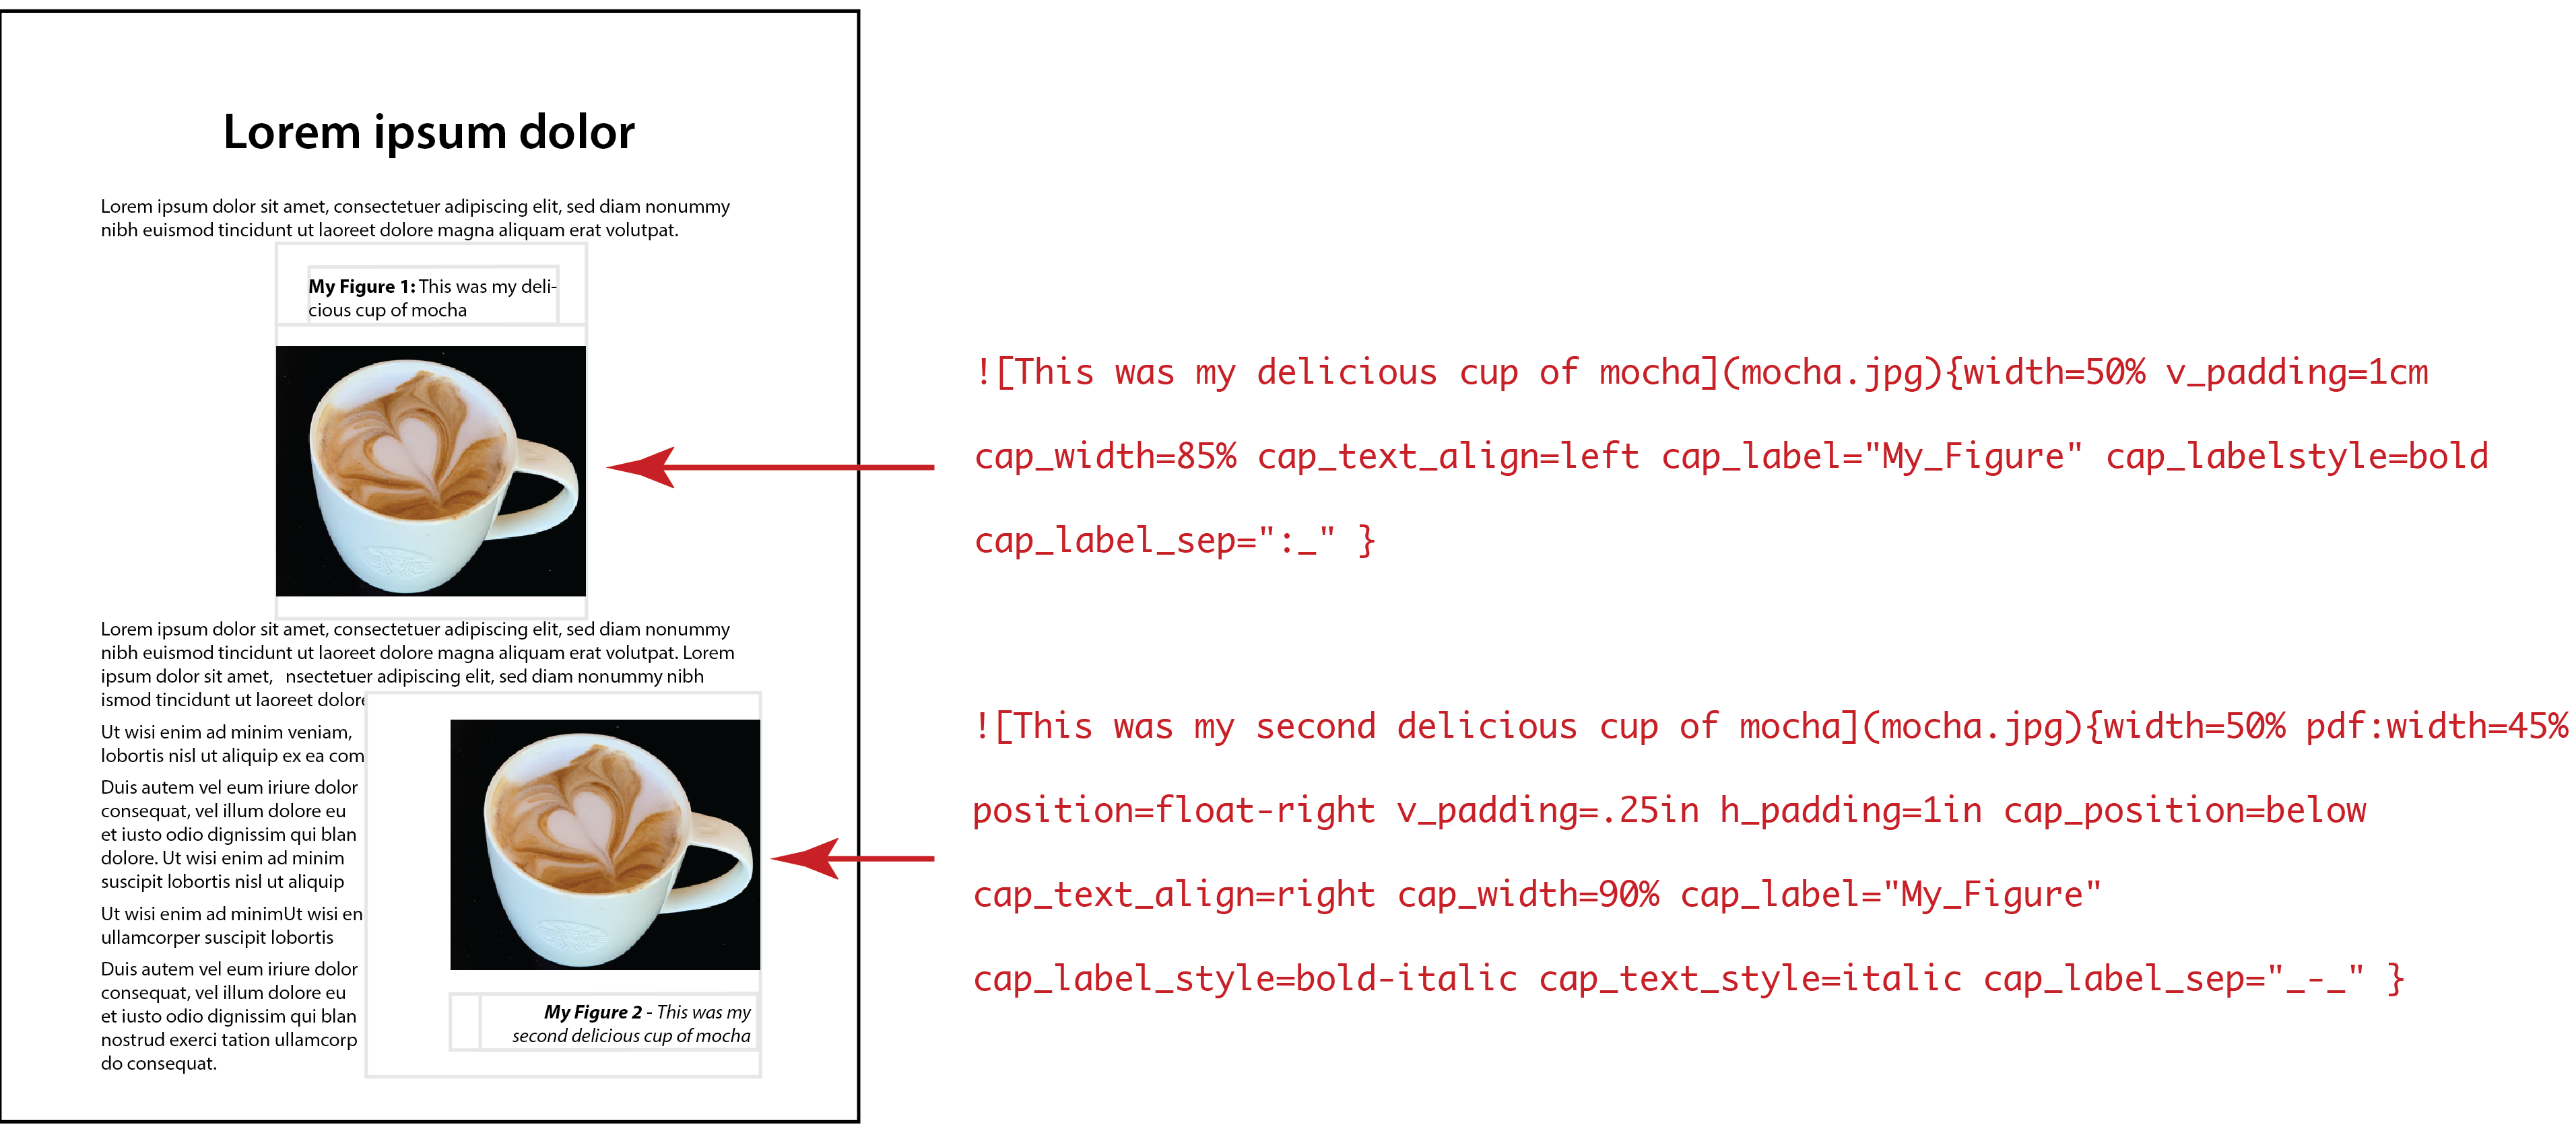 Lorem ipsum dolor
Lorem ipsum dolor sit amet, consectetuer adipiscing elit, sed diam nonummy
nibh euismod tincidunt ut laoreet dolore magna aliquam erat volutpat.
My Figure 1: This was my deli-
cious cup of mocha
Lorem ipsum dolor sit amet, consectetuer adipiscing elit, sed diam nonummy
nibh euismod tincidunt ut laoreet dolore magna aliquam erat volutpat. Lorem
ipsum dolor sit amet, nsectetuer adipiscing elit, sed diam nonummy nibh
ismod tincidunt ut laoreet dolore
Ut wisi enim ad minim veniam,
lobortis nisl ut aliquip ex ea com
Duis autem vel eum iriure dolor
consequat, vel illum dolore eu
et iusto odio dignissim qui blan
dolore. Ut wisi enim ad minim
suscipit lobortis nisl ut aliquip
Ut wisi enim ad minimUt wisi en
ullamcorper suscipit lobortis
Duis autem vel eum iriure dolor
consequat, vel illum dolore eu
et iusto odio dignissim qui blan
nostrud exerci tation ullamcorp
do consequat.
My Figure 2 - This was my
second delicious cup of mocha
![This was my delicious cup of mocha](mocha.jpg){width=50% v_padding=1cm
cap_width=85% cap_text_align=left cap_label="My_Figure" cap_labelstyle=bold
cap_label_sep=":_" }
![This was my second delicious cup of mocha](mocha.jpg){width=50% pdf:width=45%
position=float-right v_padding=.25in h_padding=1in cap_position=below
cap_text_align=right cap_width=90% cap_label="My_Figure"
cap_label_style=bold-italic cap_text_style=italic cap_label_sep="_-_" }